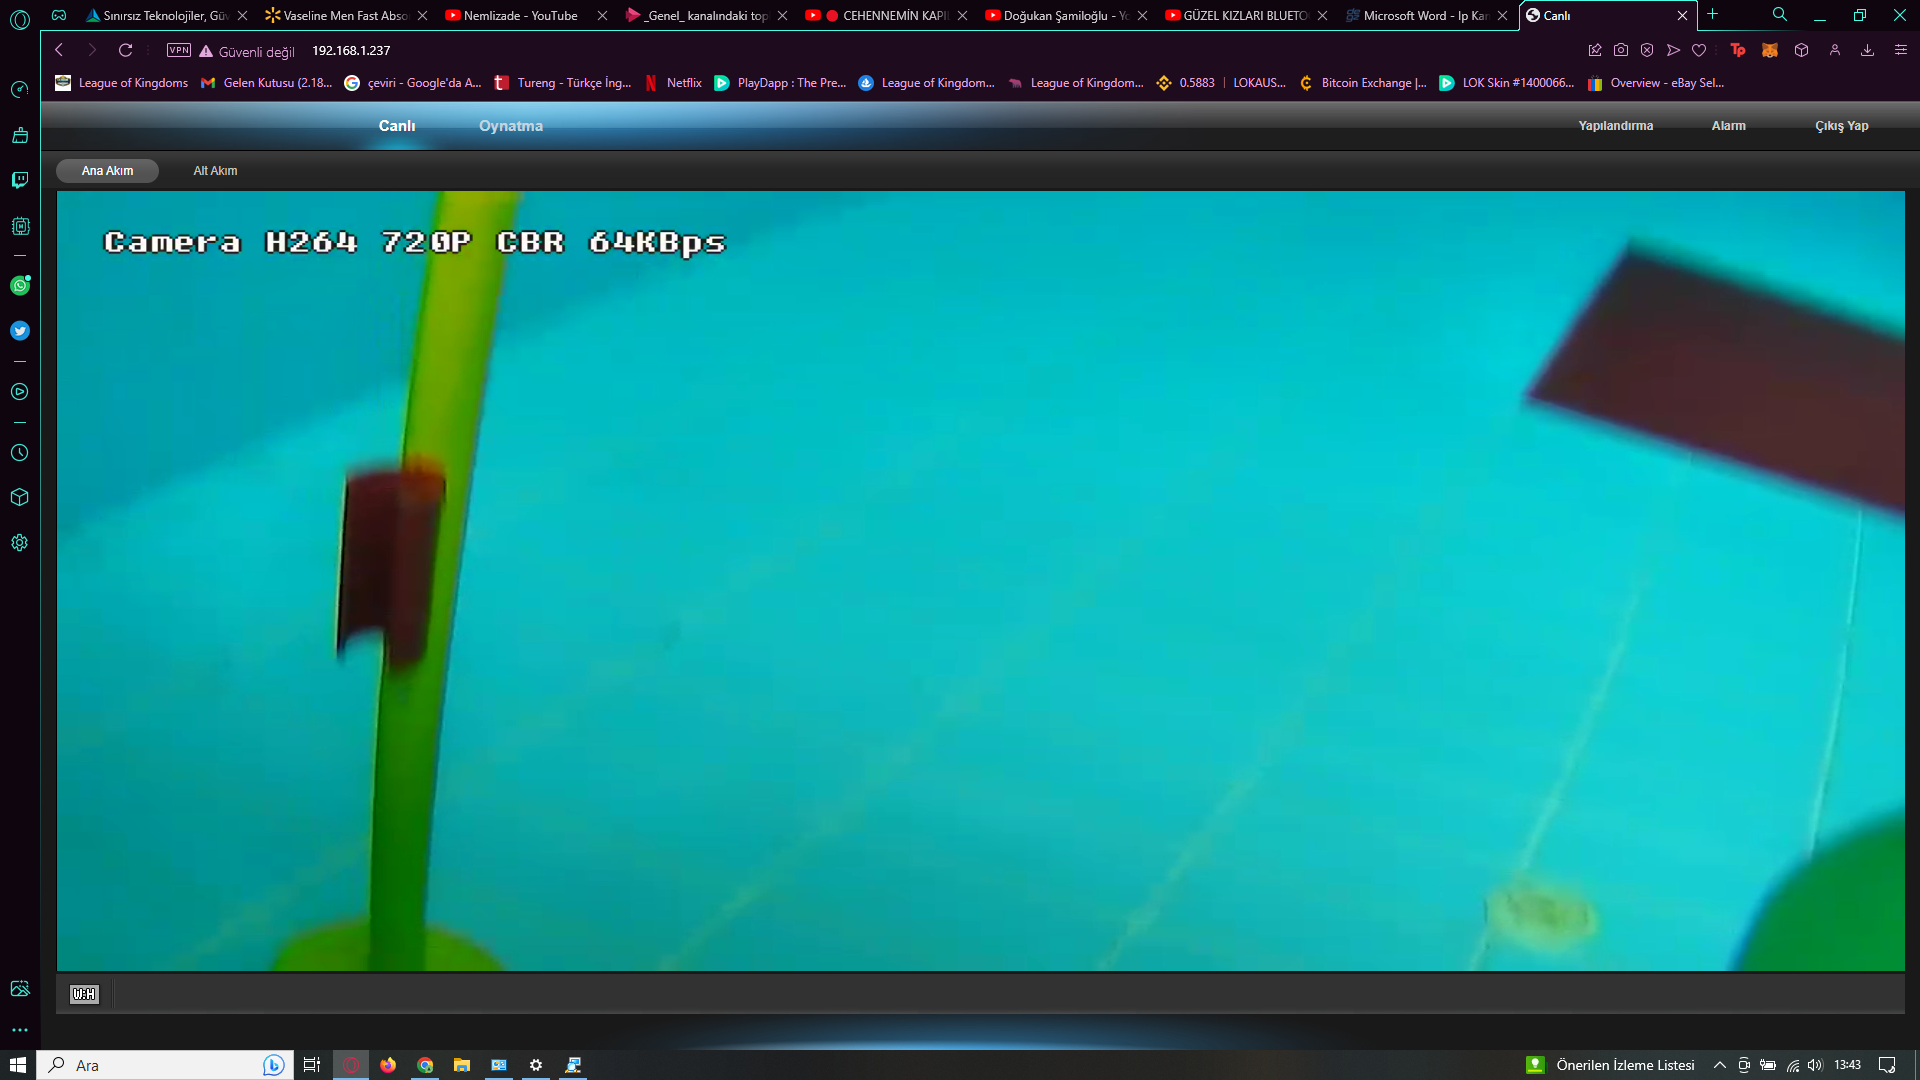 Sınırsız Teknolojiler, Güv
Vaseline Men Fast Abso
Nemlizade - YouTube
_Genel_ kanalındaki top
CEHENNEMİN KAPI
Doğukan Şamiloğlu - Yo
GÜZEL KIZLARI BLUETO
Microsoft Word - Ip Kar
Canlı
VPN
Güvenli değil
192.168.1.237
League of Kingdoms
Gelen Kutusu (2.18...
çeviri - Google'da A...
Tureng - Türkçe İng...
Netflix
PlayDapp : The Pre...
League of Kingdom...
League of Kingdom...
0.5883 | LOKAUS...
Bitcoin Exchange |...
LOK Skin #1400066...
Overview - eBay Sel...
Canlı
Oynatma
Yapılandırma
Alarm
Çıkış Yap
Ana Akım
Alt Akım
Camera H264 720P CBR 64KBps
W:H
Ara
Önerilen İzleme Listesi
13:43